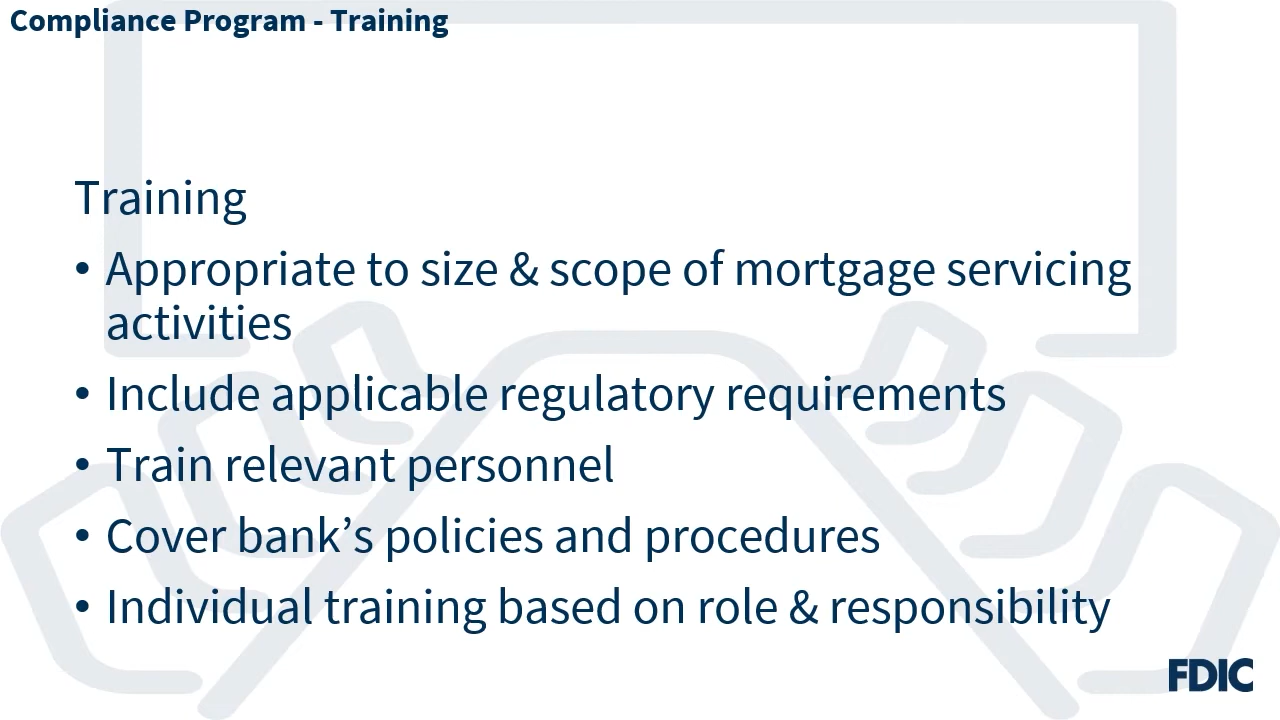 Compliance Program - Training
Training
• Appropriate to size & scope of mortgage servicing
activities
• Include applicable regulatory requirements
• Train relevant personnel
• Cover bank’s policies and procedures
• Individual training based on role & responsibility
FDIC